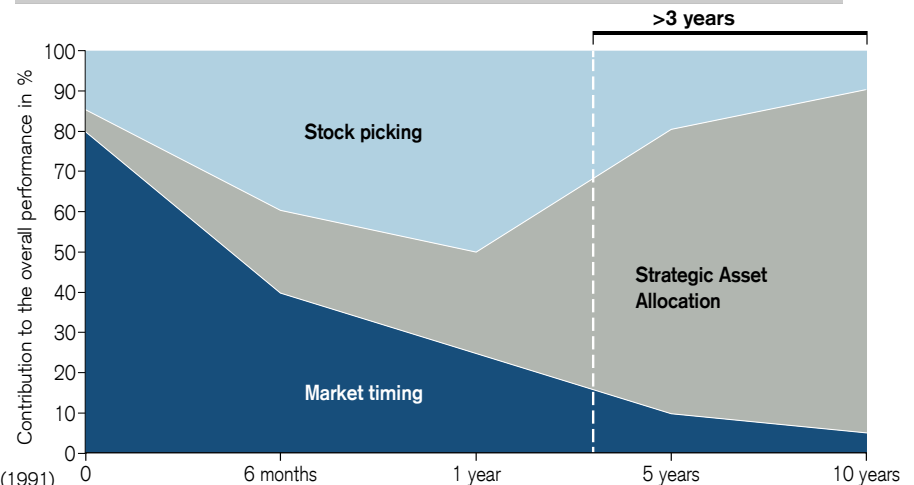 >3 years
Contribution to the overall performance in %
100
90
80
70
60
50
40
30
20
10
0
Stock picking
Strategic Asset
Allocation
Market timing
(1991)
0
6 months
1 year
5 years
10 years